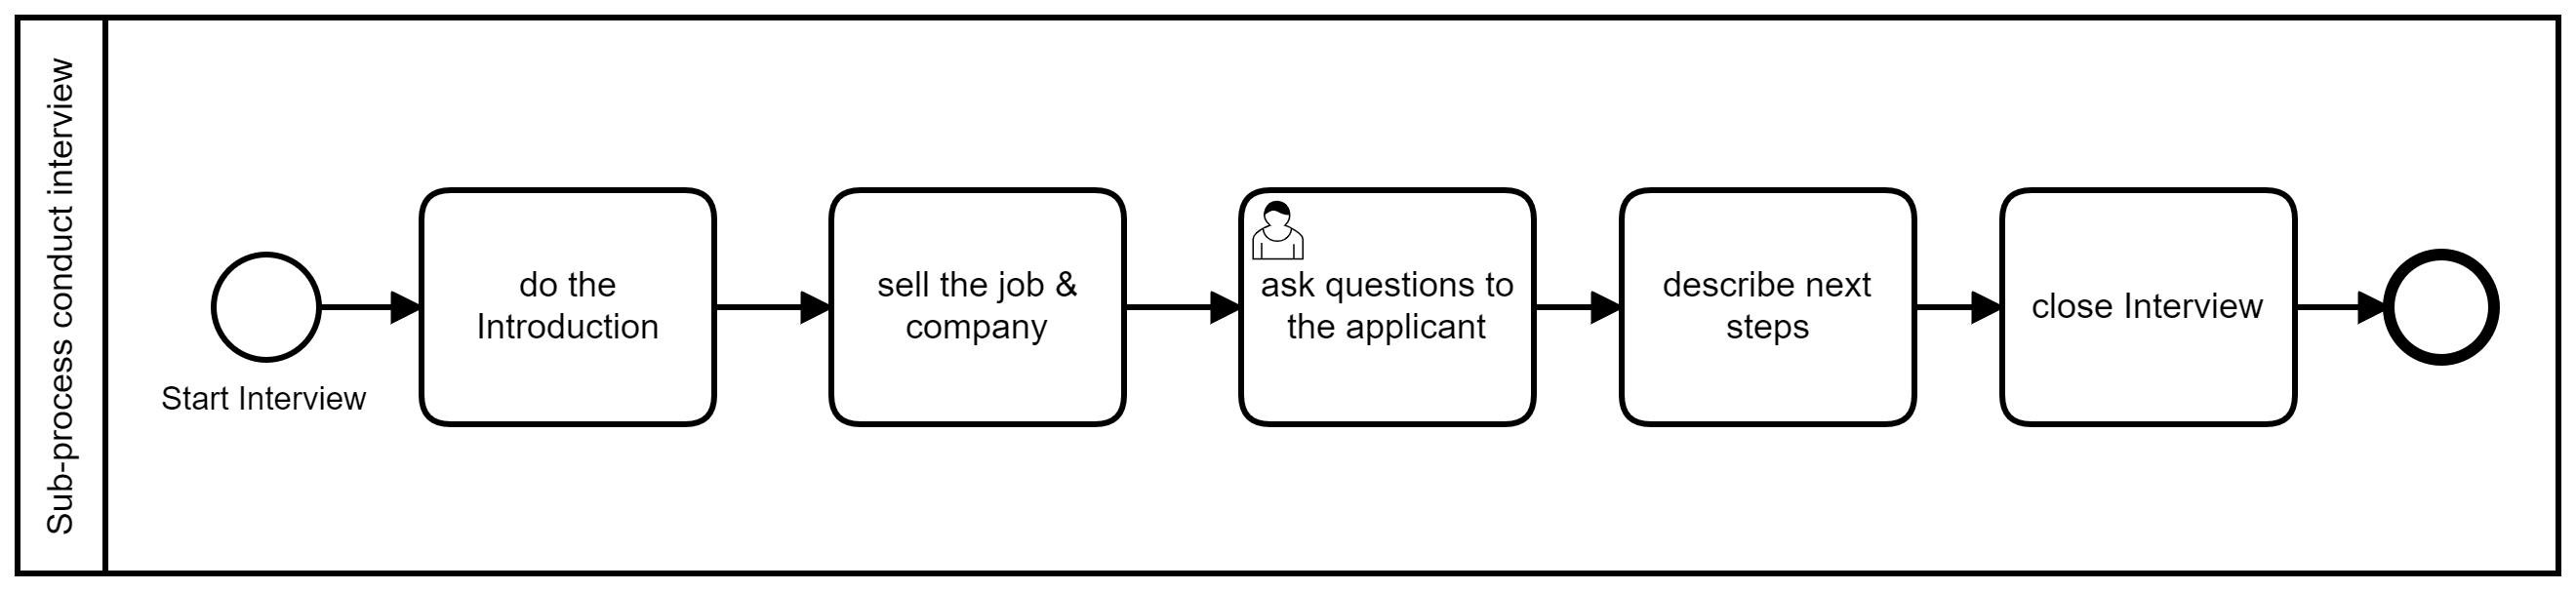 Sub-process conduct interview
Start Interview
do the
Introduction
sell the job &
company
ask questions to
the applicant
describe next
steps
close Interview